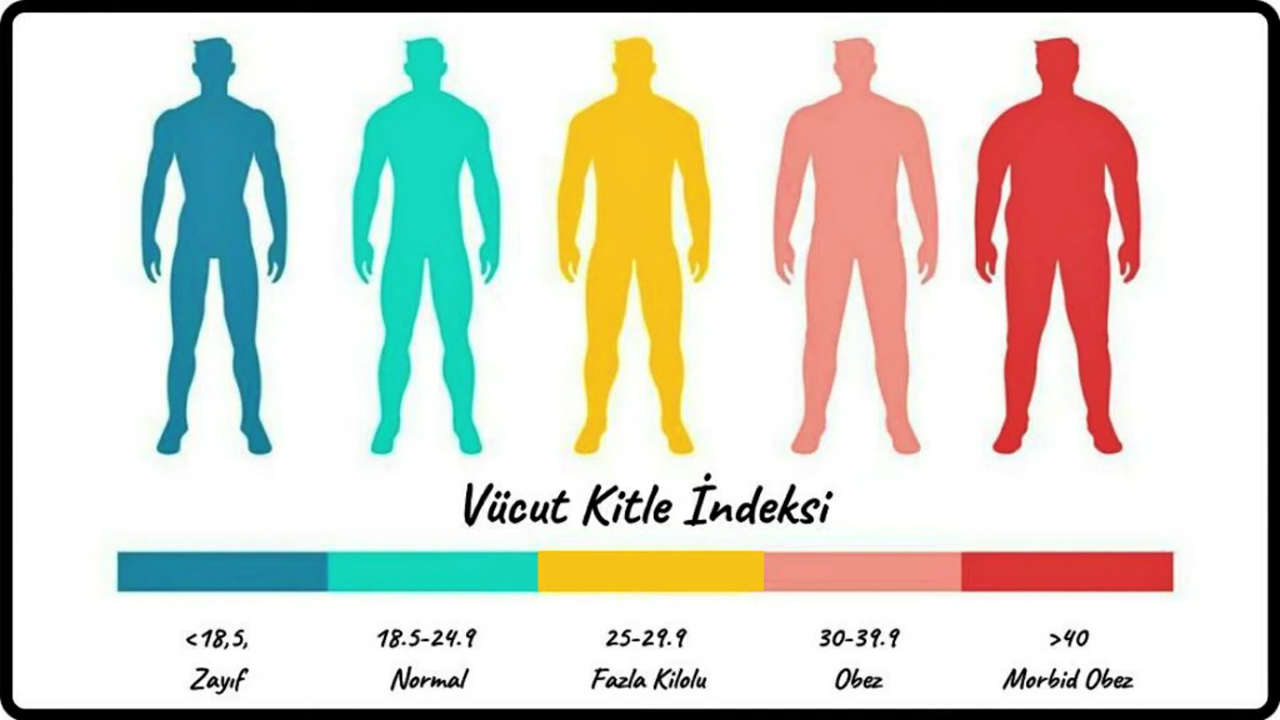 Vücut Kitle İndeksi
<18,5, 18.5-24.9 25-29.9 30-39.9 >40
Zayıf Normal Fazla Kilolu Obez Morbid Obez